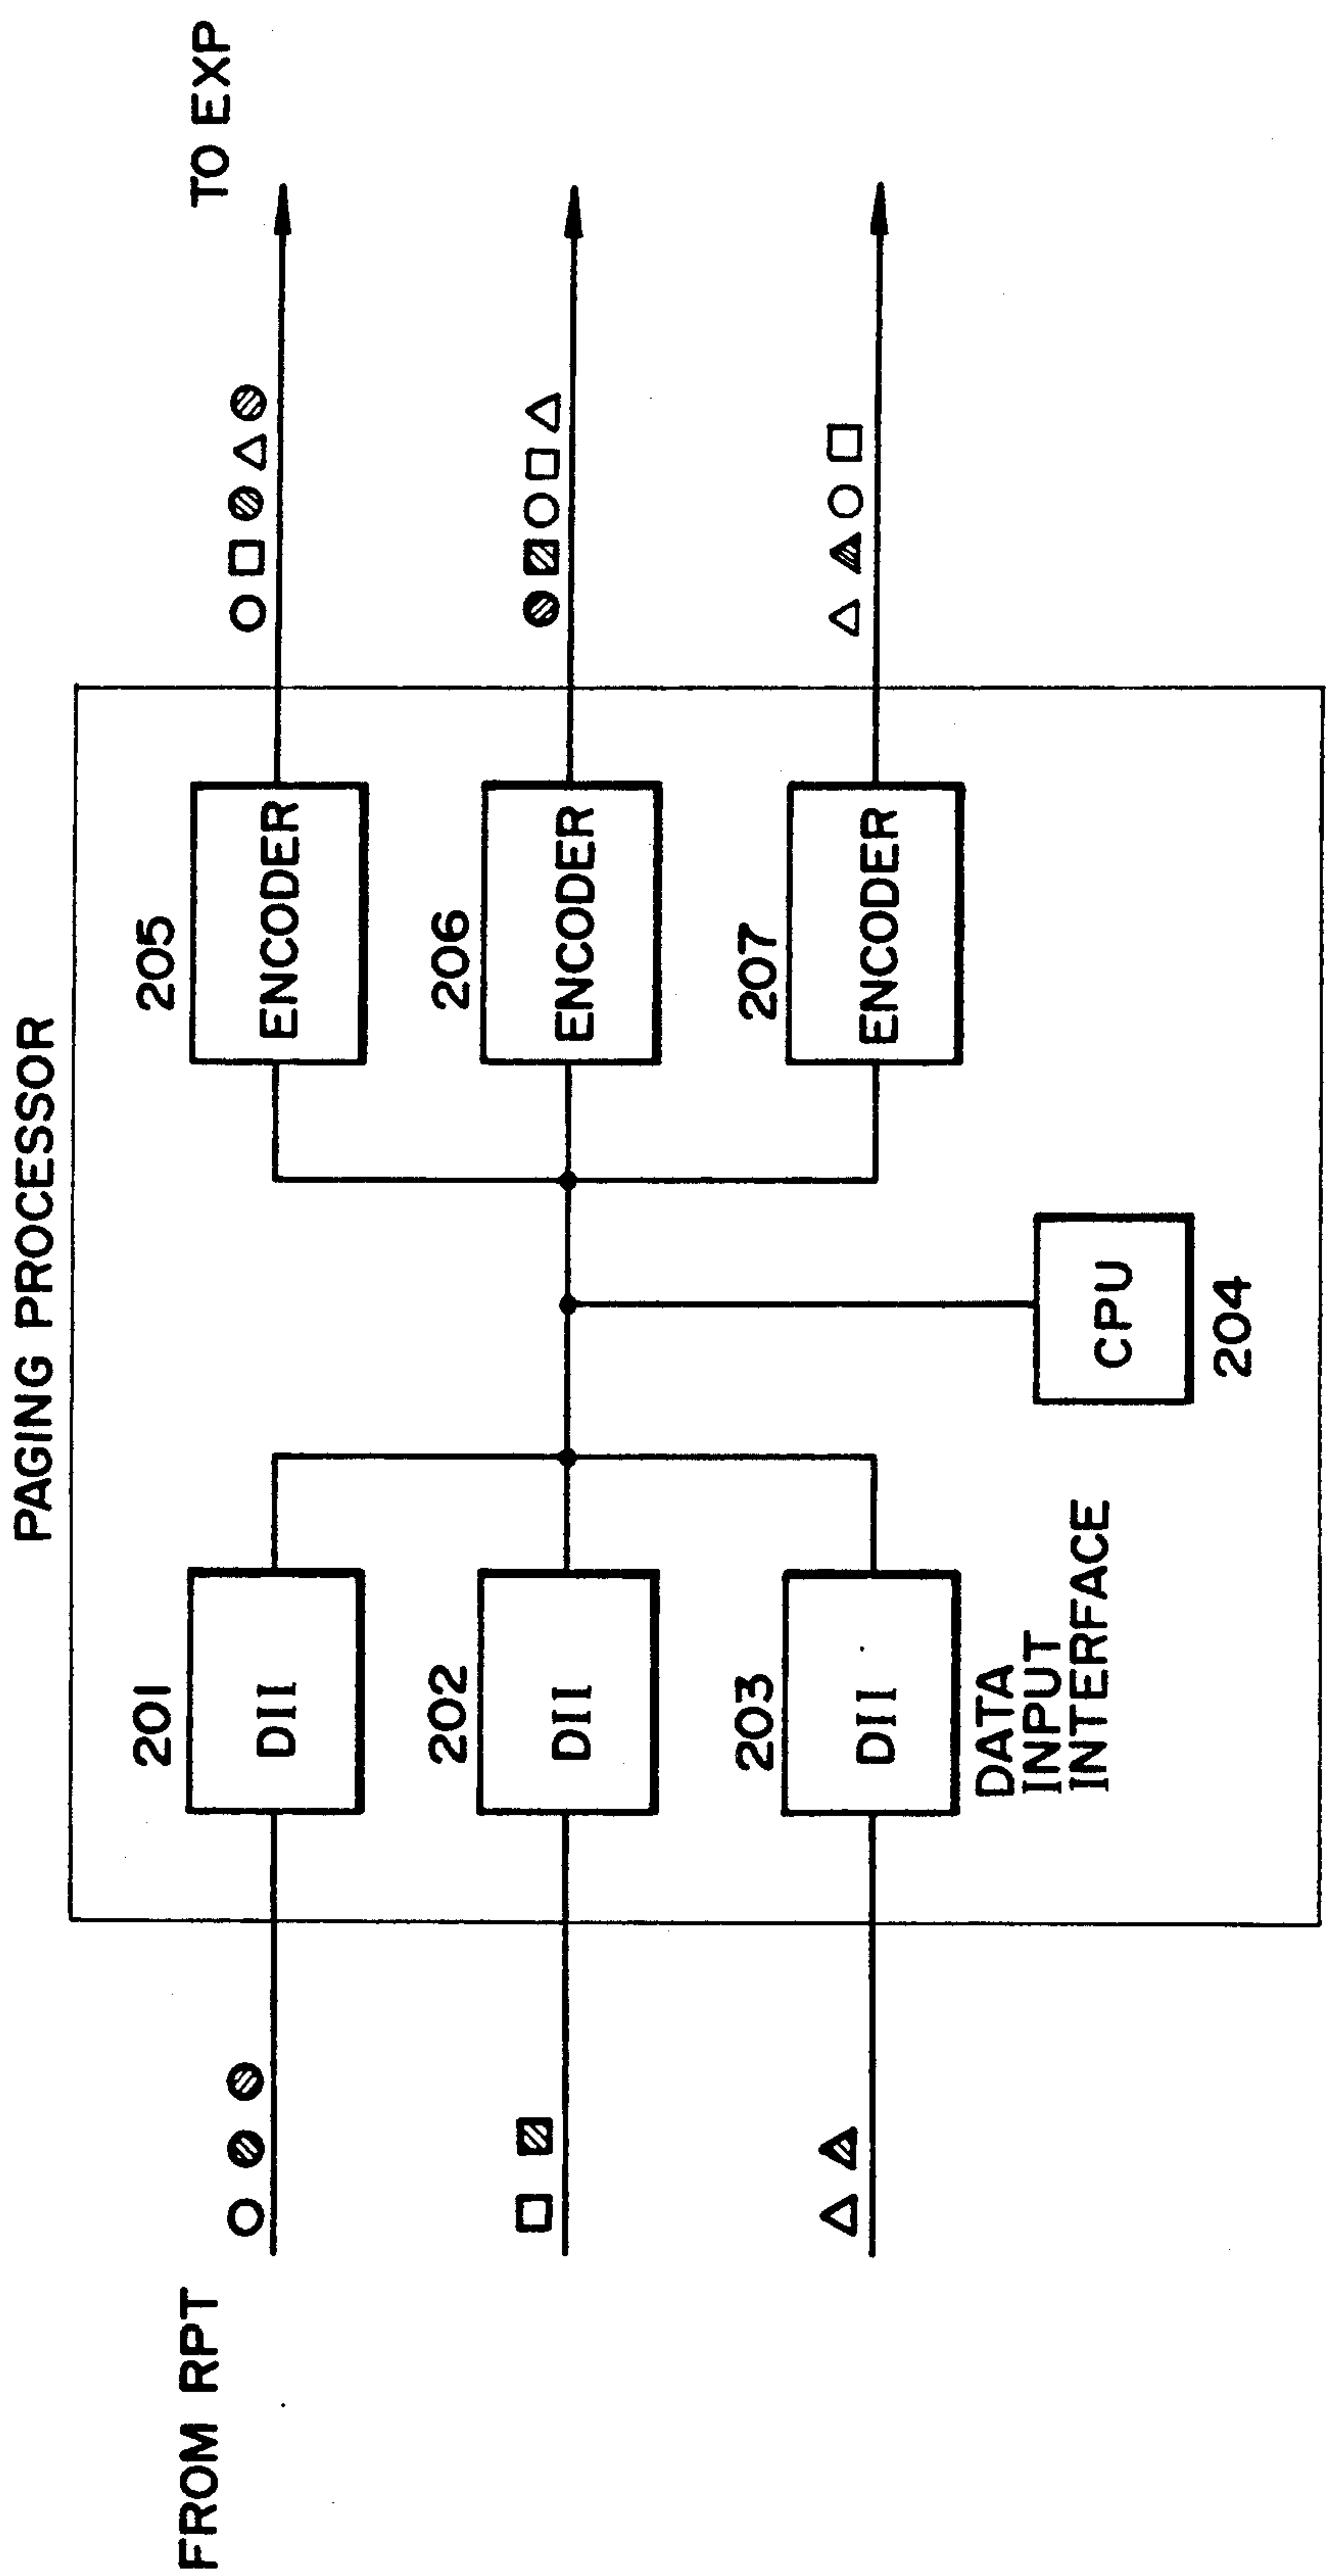 PAGING PROCESSOR
FROM RPT
TO EXP
201
DII
202
DII
203
DII
DATA
INPUT
INTERFACE
CPU
204
205
ENCODER
206
ENCODER
207
ENCODER